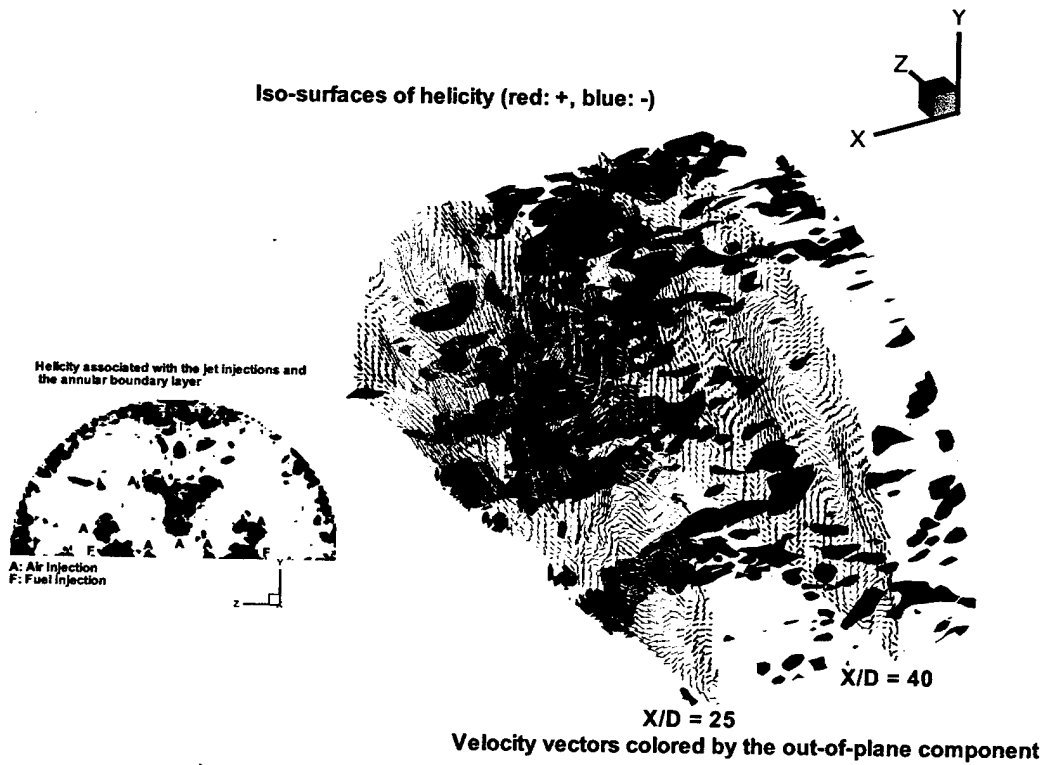 Iso-surfaces of helicity (red: +, blue: -)
Y
Z
X
Helicity associated with the jet injections and
the annular boundary layer
A A
A A
F A A A F
A: Air Injection
F: Fuel Injection
Y
Z X
X/D = 40
X/D = 25
Velocity vectors colored by the out-of-plane component